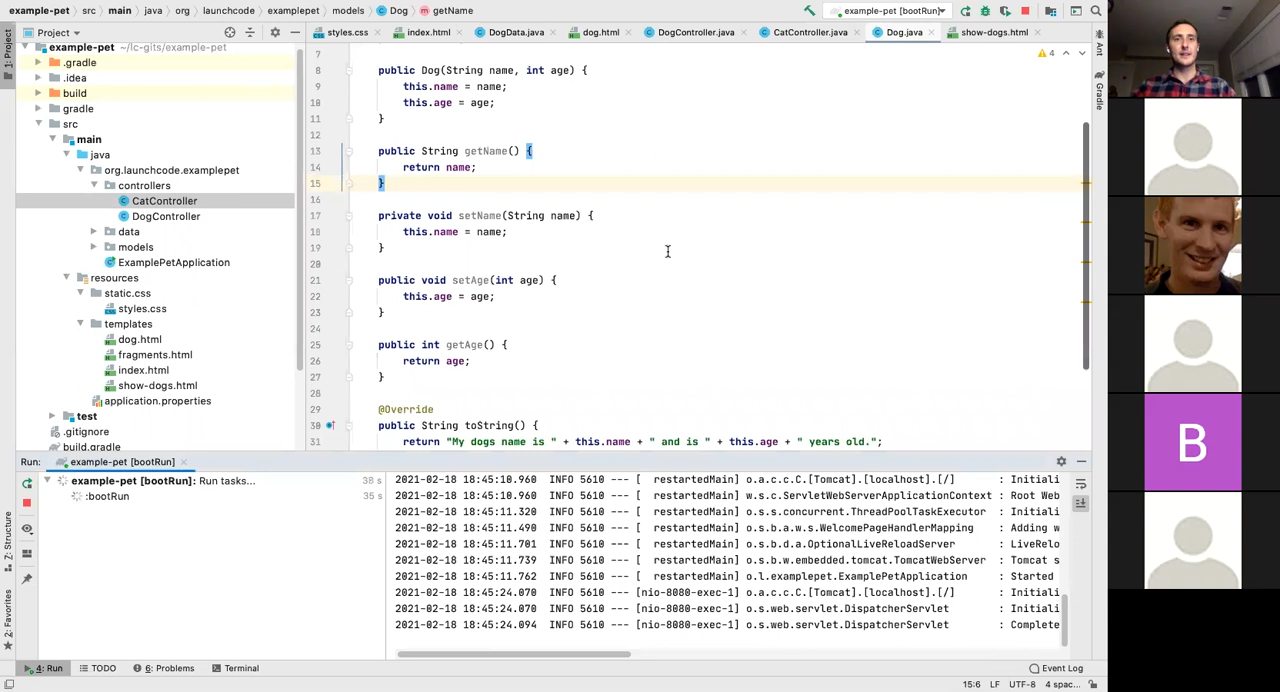 example-pet src main java org launchcode examplepet models Dog getName example-pet [bootRun]
Project
styles.css index.html DogData.java dog.html DogController.java CatController.java Dog.java show-dogs.html
1: Project
example-pet ~/lc-gits/example-pet
.gradle
.idea
build
gradle
src
main
java
org.launchcode.examplepet
controllers
CatController
DogController
data
models
ExamplePetApplication
resources
static.css
styles.css
templates
dog.html
fragments.html
index.html
show-dogs.html
application.properties
test
.gitignore
build.gradle
4
7
8 public Dog(String name, int age) {
9 this.name = name;
10 this.age = age;
11 }
12
13 public String getName() {
14 return name;
15 }
16
17 private void setName(String name) {
18 this.name = name;
19 }
20
21 public void setAge(int age) {
22 this.age = age;
23 }
24
25 public int getAge() {
26 return age;
27 }
28
29 @Override
30 public String toString() {
31 return "My dogs name is " + this.name + " and is " + this.age + " years old.";
Ant
Gradle
B
Run: example-pet [bootRun]
example-pet [bootRun]: Run tasks... 38 s
:bootRun 35 s
2021-02-18 18:45:10.960 INFO 5610 --- [ restartedMain] o.a.c.c.C.[Tomcat].[localhost].[/] : Initiali
2021-02-18 18:45:10.960 INFO 5610 --- [ restartedMain] w.s.c.ServletWebServerApplicationContext : Root Web
2021-02-18 18:45:11.320 INFO 5610 --- [ restartedMain] o.s.s.concurrent.ThreadPoolTaskExecutor : Initiali
2021-02-18 18:45:11.490 INFO 5610 --- [ restartedMain] o.s.b.a.w.s.WelcomePageHandlerMapping : Adding w
2021-02-18 18:45:11.701 INFO 5610 --- [ restartedMain] o.s.b.d.a.OptionalLiveReloadServer : LiveRelo
2021-02-18 18:45:11.739 INFO 5610 --- [ restartedMain] o.s.b.w.embedded.tomcat.TomcatWebServer : Tomcat s
2021-02-18 18:45:11.762 INFO 5610 --- [ restartedMain] o.l.examplepet.ExamplePetApplication : Started
2021-02-18 18:45:24.070 INFO 5610 --- [nio-8080-exec-1] o.a.c.c.C.[Tomcat].[localhost].[/] : Initiali
2021-02-18 18:45:24.070 INFO 5610 --- [nio-8080-exec-1] o.s.web.servlet.DispatcherServlet : Initiali
2021-02-18 18:45:24.094 INFO 5610 --- [nio-8080-exec-1] o.s.web.servlet.DispatcherServlet : Complete
7: Structure
2: Favorites
4: Run TODO 6: Problems Terminal Event Log
15:6 LF UTF-8 4 spac...